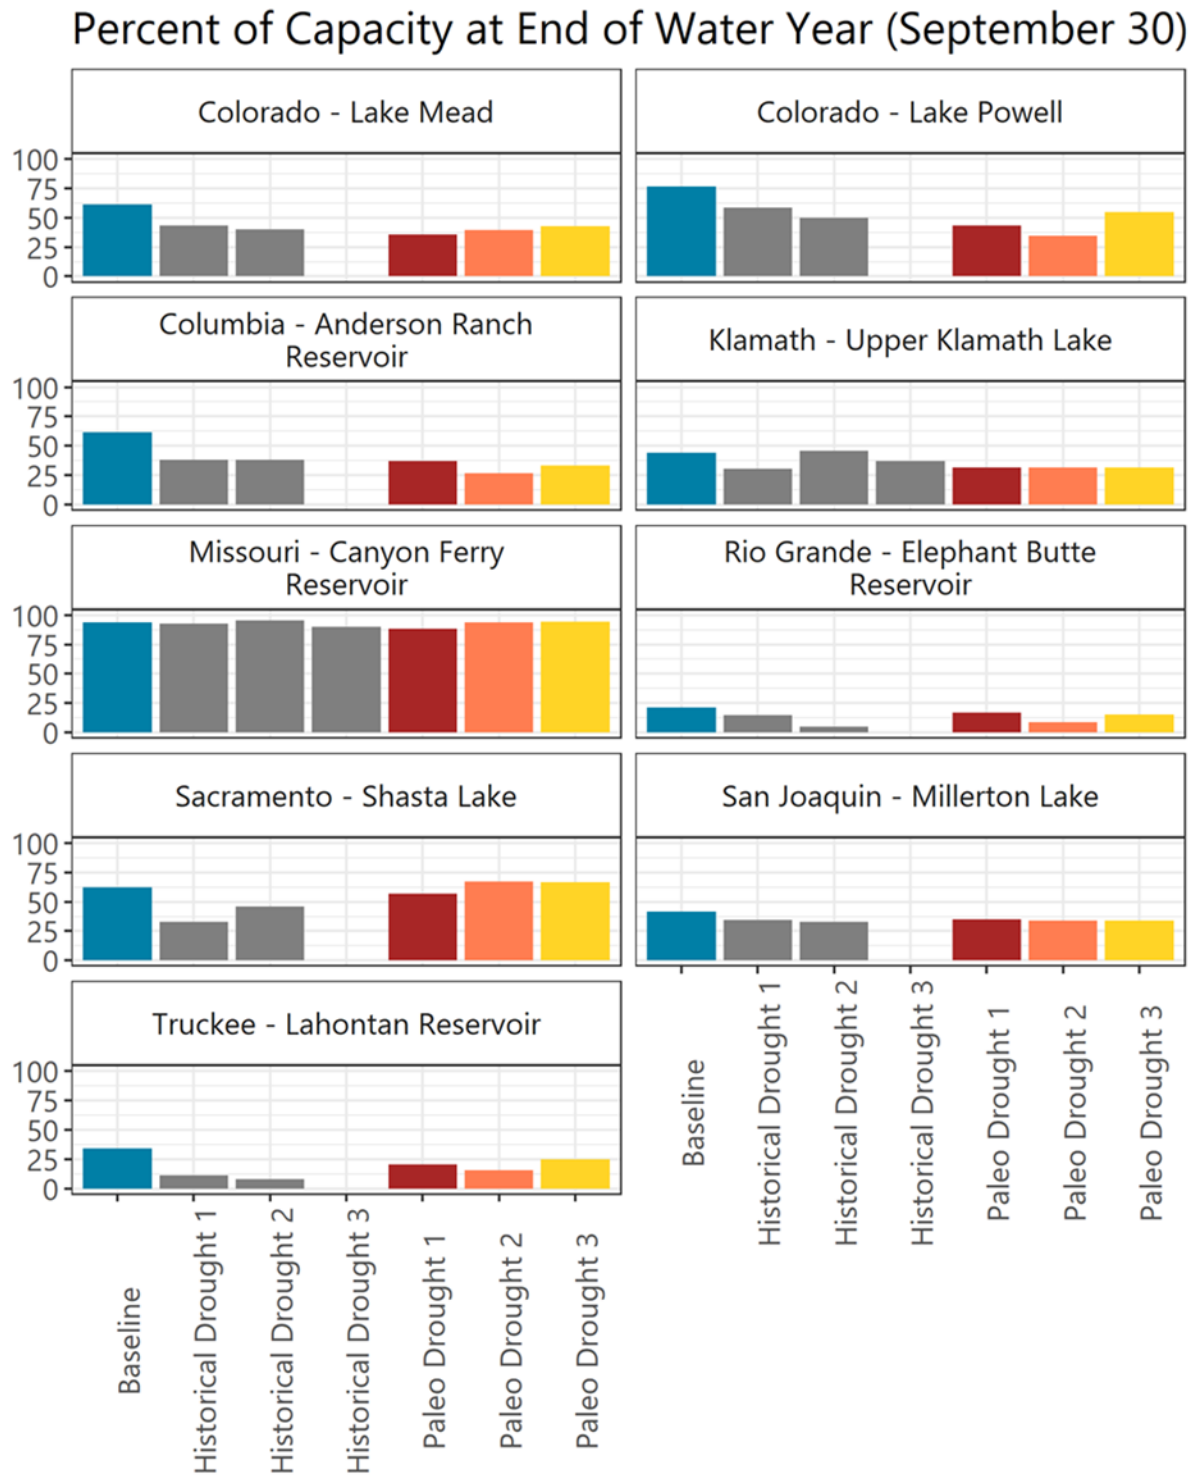 Percent of Capacity at End of Water Year (September 30)
Colorado - Lake Mead
Colorado - Lake Powell
100
75
50
25
0
Columbia - Anderson Ranch
Reservoir
Klamath - Upper Klamath Lake
100
75
50
25
0
Missouri - Canyon Ferry
Reservoir
Rio Grande - Elephant Butte
Reservoir
100
75
50
25
0
Sacramento - Shasta Lake
San Joaquin - Millerton Lake
100
75
50
25
0
Baseline
Historical Drought 1
Historical Drought 2
Historical Drought 3
Paleo Drought 1
Paleo Drought 2
Paleo Drought 3
Truckee - Lahontan Reservoir
100
75
50
25
0
Baseline
Historical Drought 1
Historical Drought 2
Historical Drought 3
Paleo Drought 1
Paleo Drought 2
Paleo Drought 3